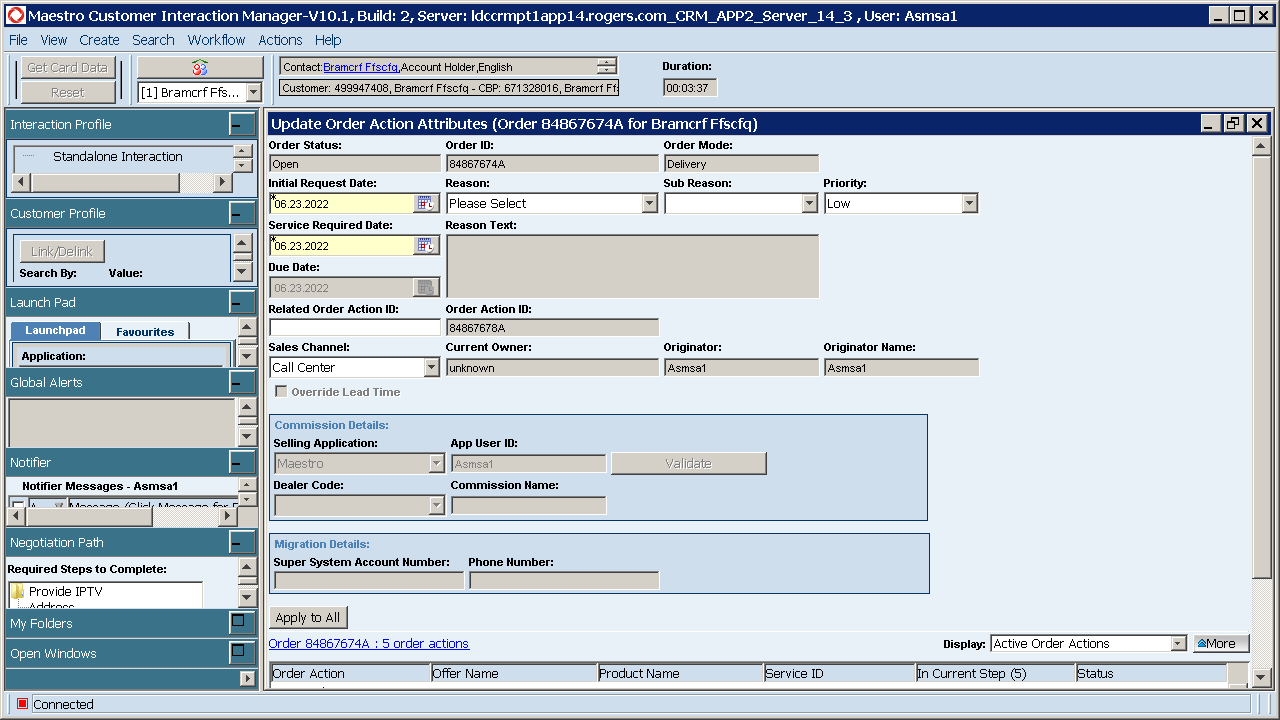 Maestro Customer Interaction Manager-V10.1, Build: 2, Server: ldccrmpt1app14.rogers.com_CRM_APP2_Server_14_3 , User: Asmsa1
File View Create Search Workflow Actions Help
Get Card Data
Reset
[1] Bramcrf Ffs...
Contact:Bramcrf Ffscfq,Account Holder,English
Customer: 499947408, Bramcrf Ffscfq - CBP: 671328016, Bramcrf Ff
Duration:
00:03:37
Interaction Profile
Standalone Interaction
Customer Profile
Link/Delink
Search By: Value:
Launch Pad
Launchpad Favourites
Application:
Global Alerts
Notifier
Notifier Messages - Asmsa1
Message (Click Message for
Negotiation Path
Required Steps to Complete:
Provide IPTV
Address
My Folders
Open Windows
Update Order Action Attributes (Order 84867674A for Bramcrf Ffscfq)
Order Status: Order ID: Order Mode:
Open 84867674A Delivery
Initial Request Date: Reason: Sub Reason: Priority:
*06.23.2022 Please Select Low
Service Required Date: Reason Text:
*06.23.2022
Due Date:
06.23.2022
Related Order Action ID: Order Action ID:
84867678A
Sales Channel: Current Owner: Originator: Originator Name:
Call Center unknown Asmsa1 Asmsa1
Override Lead Time
Commission Details:
Selling Application: App User ID:
Maestro Asmsa1 Validate
Dealer Code: Commission Name:
Migration Details:
Super System Account Number: Phone Number:
Apply to All
Order 84867674A : 5 order actions Display: Active Order Actions More
Order Action Offer Name Product Name Service ID In Current Step (5) Status
Connected